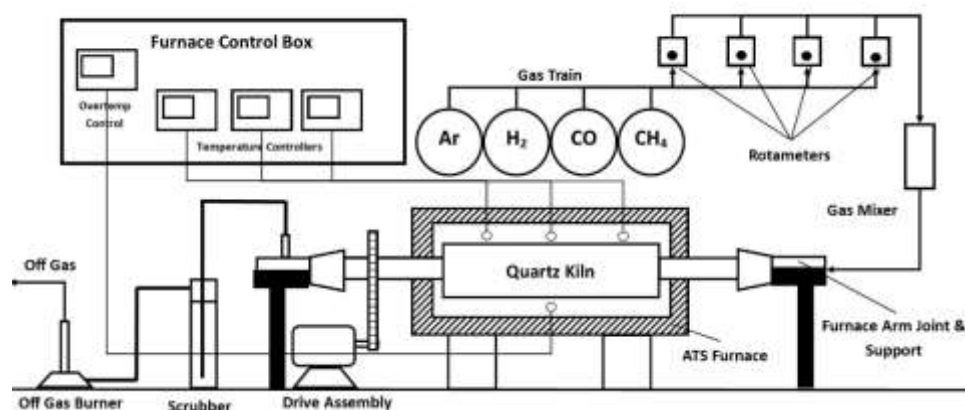 Furnace Control Box
Overtemp
Control
Temperature Controllers
Gas Train
Ar
H₂
CO
CH₄
Rotameters
Gas Mixer
Quartz Kiln
Off Gas
Furnace Arm Joint &
Support
ATS Furnace
Off Gas Burner
Scrubber
Drive Assembly